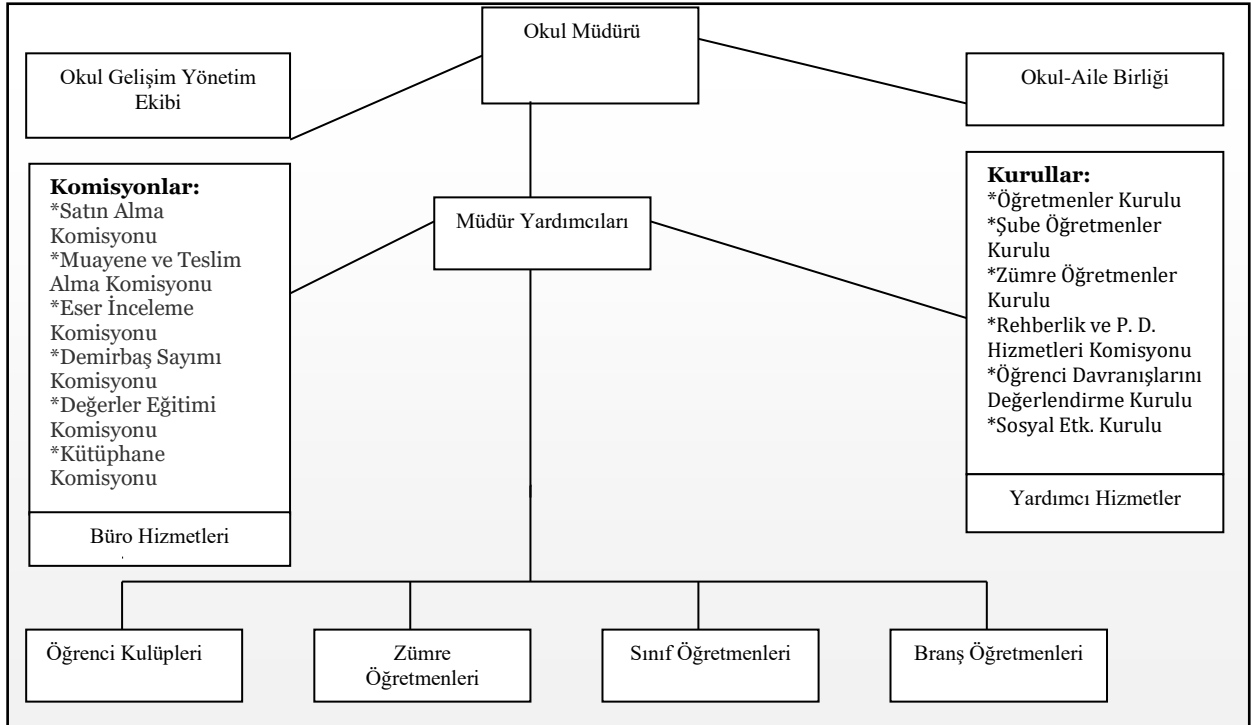 Okul Müdürü
Okul Gelişim Yönetim
Ekibi
Okul-Aile Birliği
Komisyonlar:
*Satın Alma
Komisyonu
*Muayene ve Teslim
Alma Komisyonu
*Eser İnceleme
Komisyonu
*Demirbaş Sayımı
Komisyonu
*Değerler Eğitimi
Komisyonu
*Kütüphane
Komisyonu
Büro Hizmetleri
Müdür Yardımcıları
Kurullar:
*Öğretmenler Kurulu
*Şube Öğretmenler
Kurulu
*Zümre Öğretmenler
Kurulu
*Rehberlik ve P. D.
Hizmetleri Komisyonu
*Öğrenci Davranışlarını
Değerlendirme Kurulu
*Sosyal Etk. Kurulu
Yardımcı Hizmetler
Öğrenci Kulüpleri
Zümre
Öğretmenleri
Sınıf Öğretmenleri
Branş Öğretmenleri